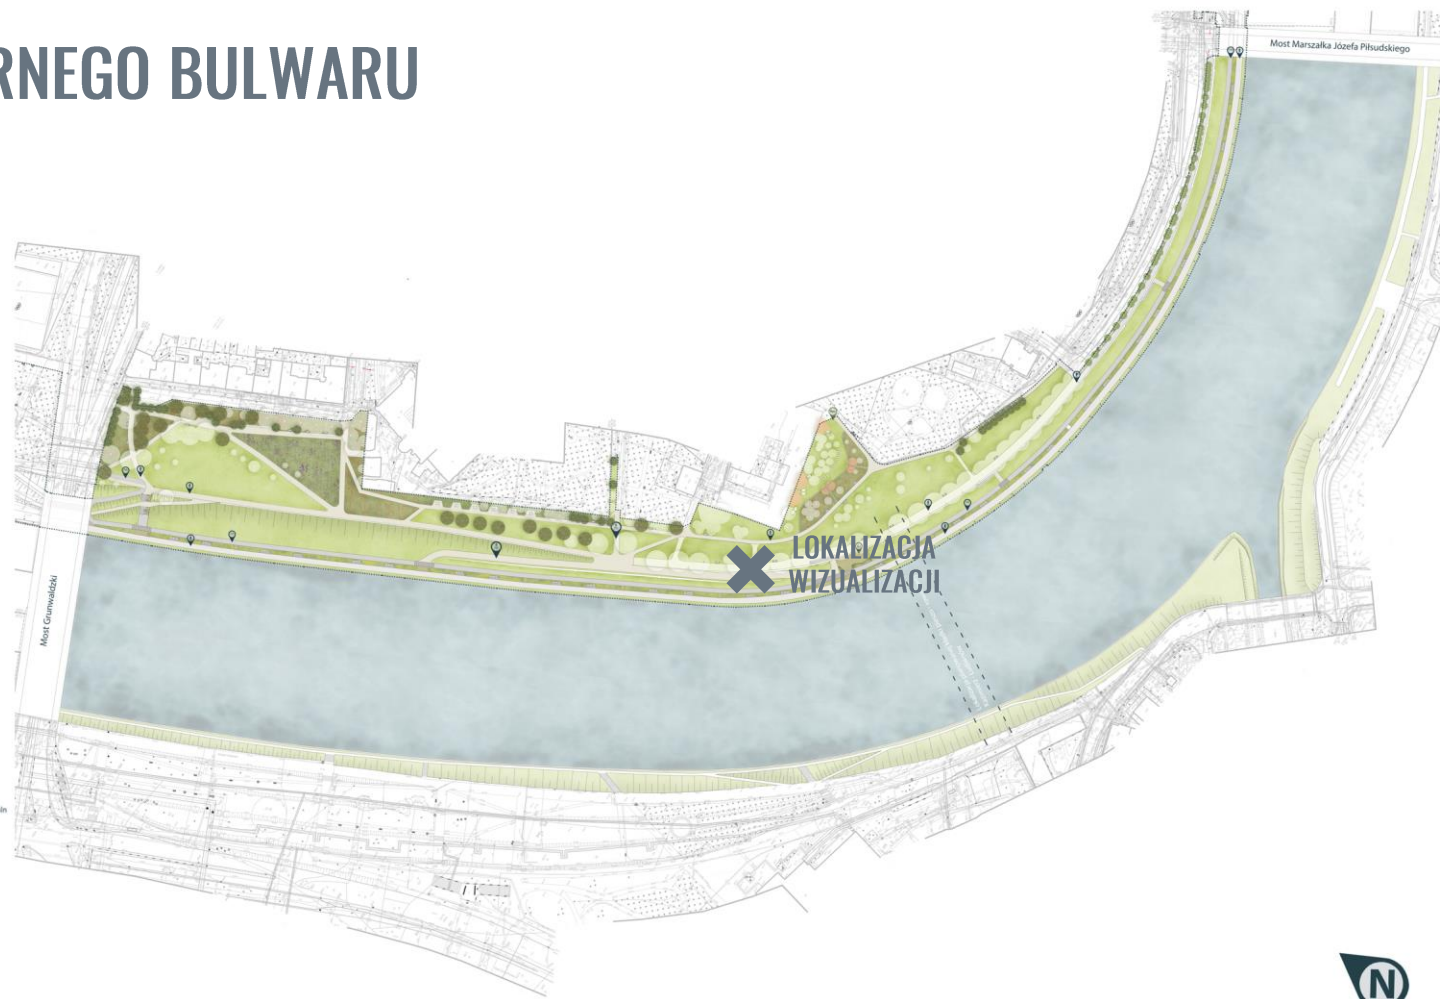 RNEGO BULWARU
Most Marszałka Józefa Piłsudskiego
LOKALIZACJA
WIZUALIZACJI
Most Grunwaldzki
N